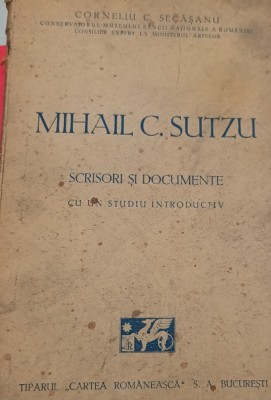 CORNELIU C. SECĂȘANU
CONSERVATORUL MUZEULUI BĂNCII NAȚIONALE A ROMÂNIEI
CONSILIER EXPERT LA MINISTERUL ARTELOR
MIHAIL C. SUTZU
SCRISORI ȘI DOCUMENTE
CU UN STUDIU INTRODUCTIV
TIPARUL „CARTEA ROMÂNEASCĂ" S. A. BUCUREȘTI